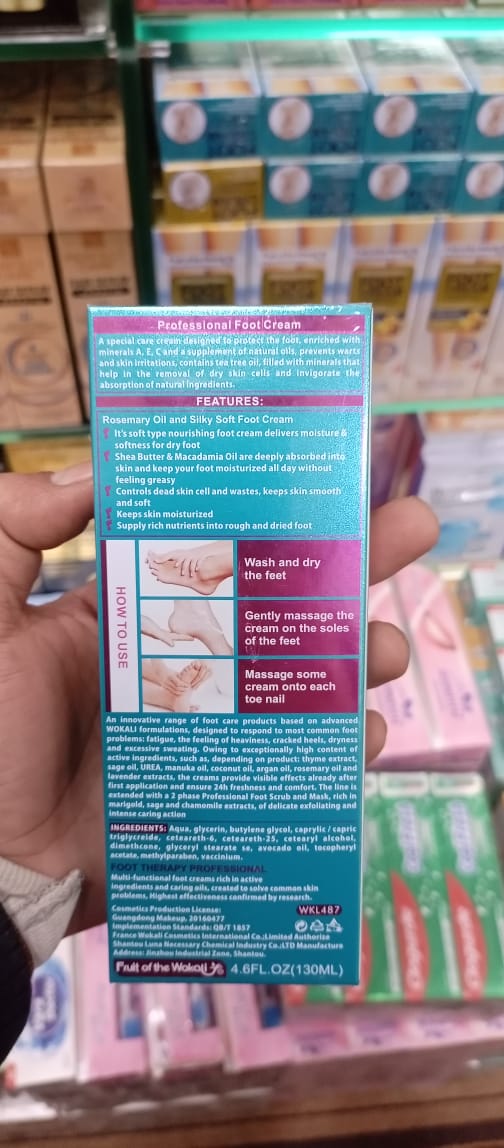 Professional Foot Cream
A special care cream designed to protect the foot, enriched with
minerals A, E, C and a supplement of natural oils, prevents warts
and skin irritations, contains tea tree oil, filled with minerals that
help in the removal of dry skin cells and invigorate the
absorption of natural ingredients.
FEATURES:
Rosemary Oil and Silky Soft Foot Cream
It's soft type nourishing foot cream delivers moisture &
softness for dry foot
Shea Butter & Macadamia Oil are deeply absorbed into
skin and keep your foot moisturized all day without
feeling greasy
Controls dead skin cell and wastes, keeps skin smooth
and soft
Keeps skin moisturized
Supply rich nutrients into rough and dried foot
HOW TO USE
Wash and dry
the feet
Gently massage the
cream on the soles
of the feet
Massage some
cream onto each
toe nail
An innovative range of foot care products based on advanced
WOKALI formulations, designed to respond to most common foot
problems: fatigue, the feeling of heaviness, cracked heels, dryness
and excessive sweating. Owing to exceptionally high content of
active ingredients, such as, depending on product: thyme extract,
sage oil, UREA, manuka oil, coconut oil, argan oil, rosemary oil and
lavender extracts, the creams provide visible effects already after
first application and ensure 24h freshness and comfort. The line is
extended with a 2 phase Professional Foot Scrub and Mask, rich in
marigold, sage and chamomile extracts, of delicate exfoliating and
intense caring action
INGREDIENTS: Aqua, glycerin, butylene glycol, caprylic / capric
triglycreide, ceteareth-6, ceteareth-25, cetearyl alcohol,
dimethcone, glyceryl stearate se, avocado oil, tocopheryl
acetate, methylparaben, vaccinium.
FOOT THERAPY PROFESSIONAL
Multi-functional foot creams rich in active
ingredients and caring oils, created to solve common skin
problems, Highest effectiveness confirmed by research.
Cosmetics Production License:
WKL487
Guangdong Makeup, 20160477
Implementation Standards: QB/T 1857
France Wokali Cosmetics International Co.;Limited Authorize
Shantou Luna Necessary Chemical Industry Co.;LTD Manufacture
Address: Jinzhou Industrial Zone, Shantou.
Fruit of the Wokali 4.6FL.OZ(130ML)